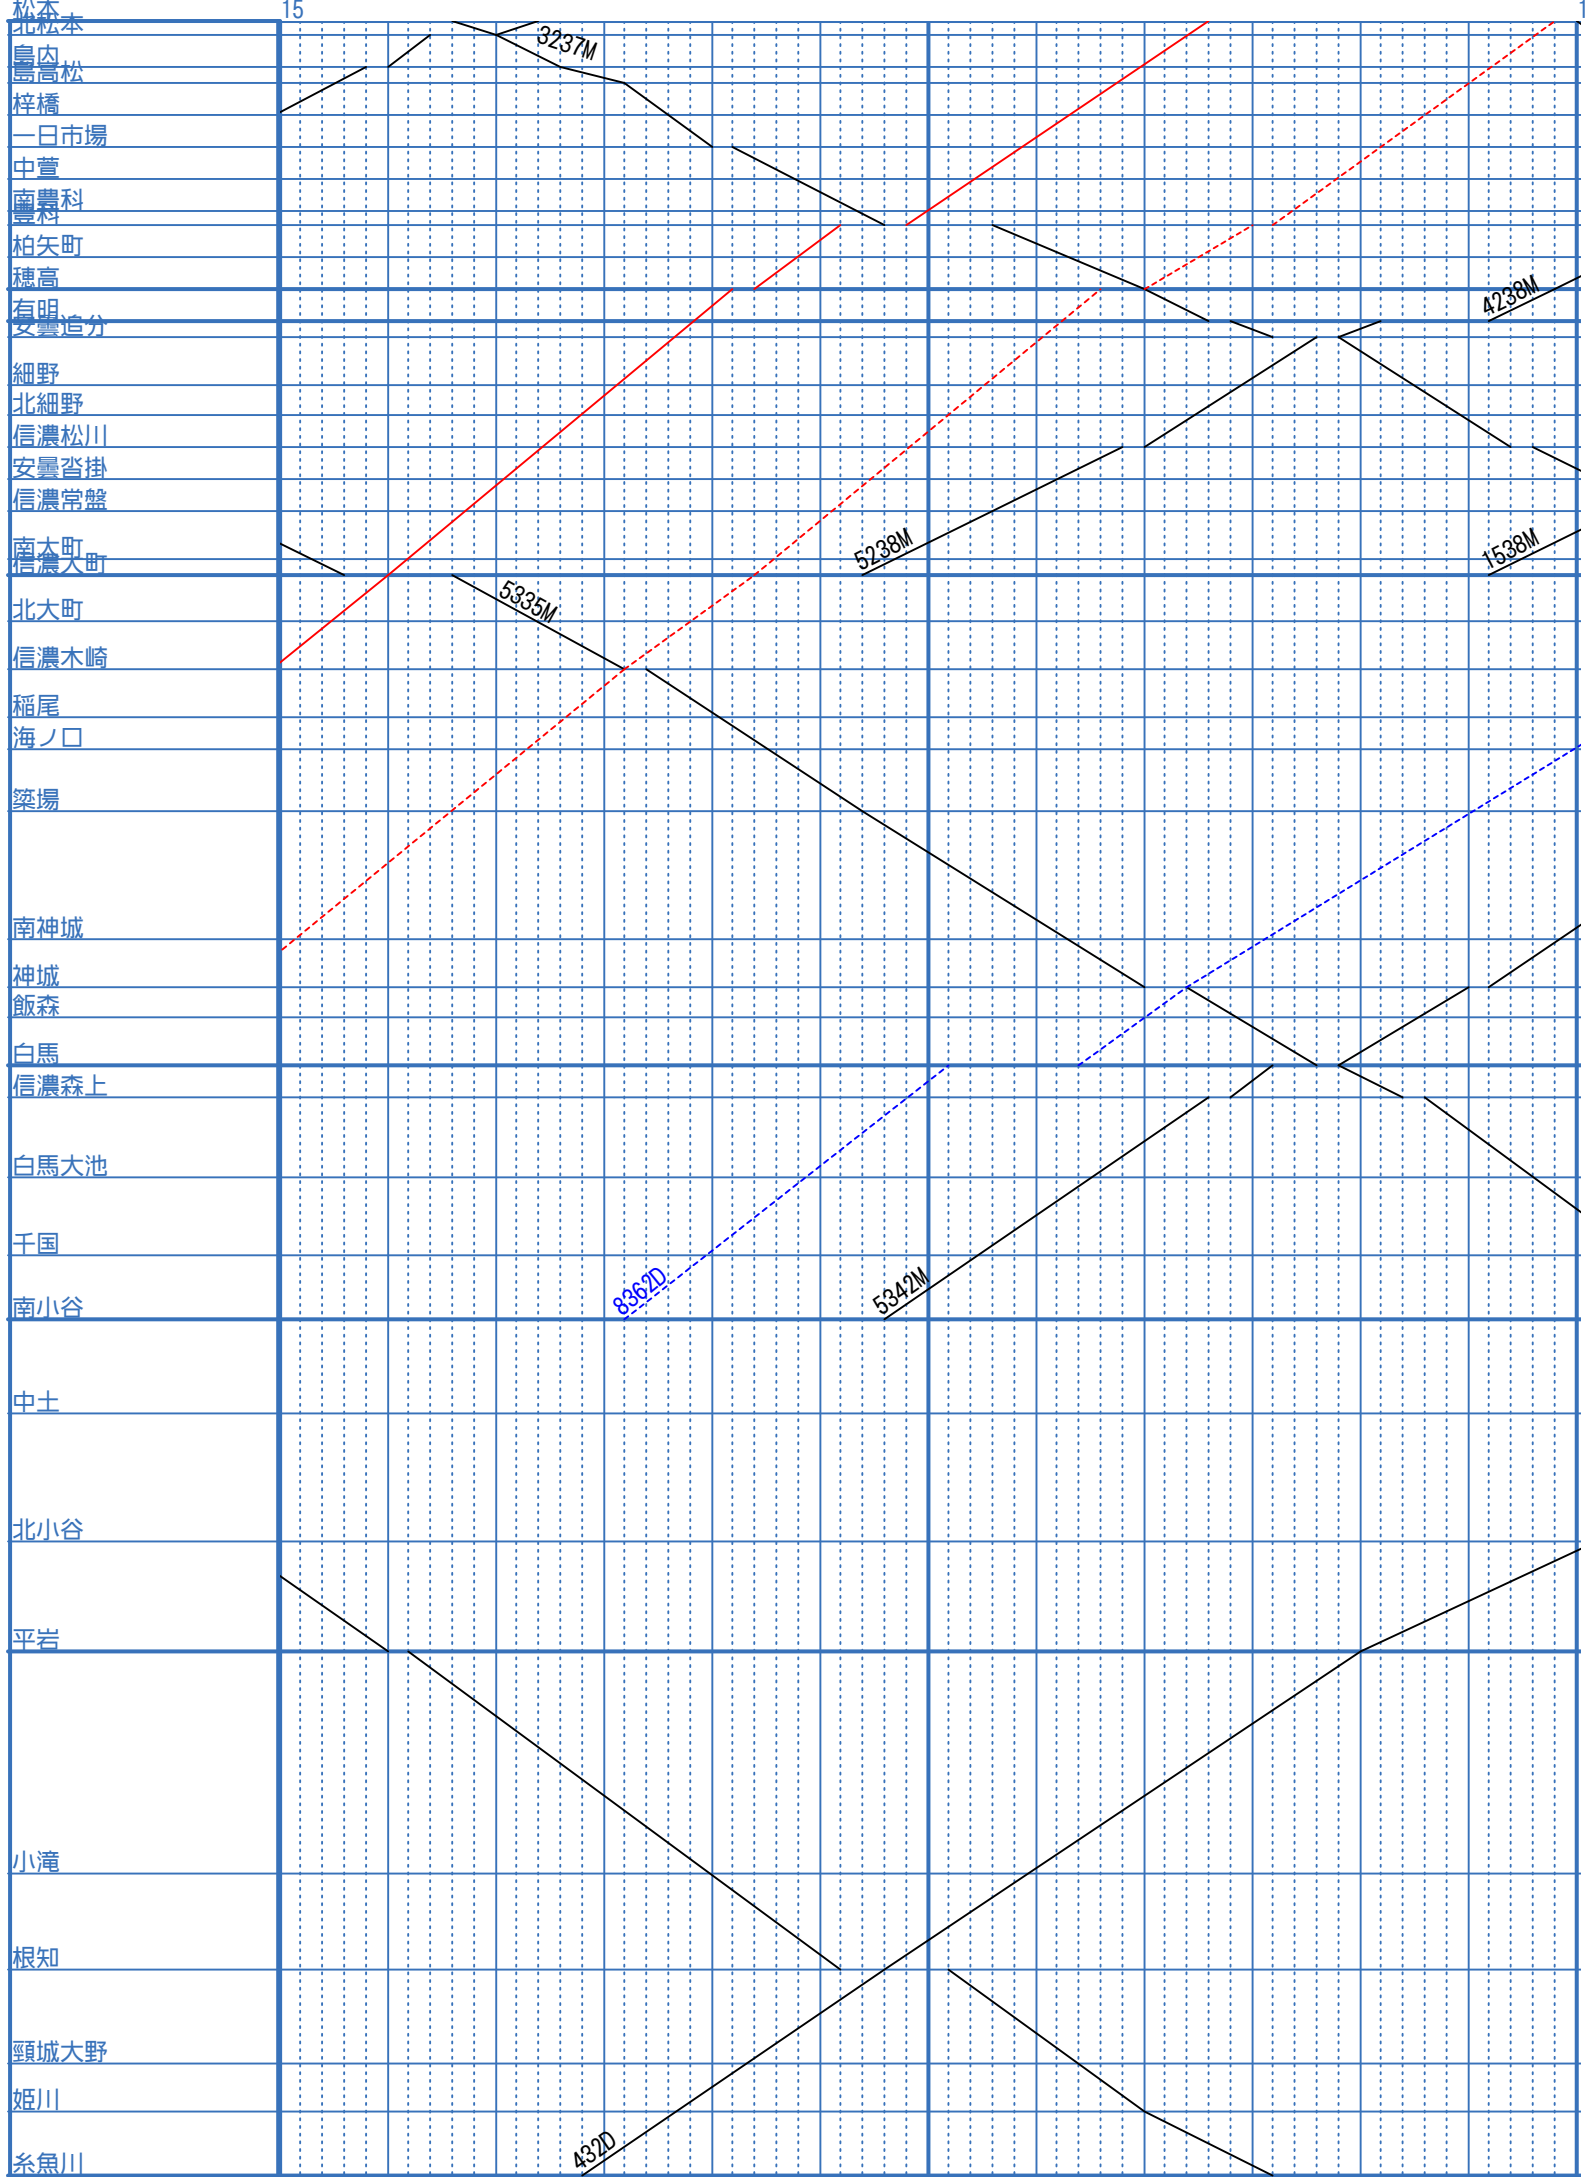 松本
15
1
北松本
3237M
島内
島高松
梓橋
一日市場
中萱
南豊科
豊科
柏矢町
穂高
4238M
有明
安曇追分
細野
北細野
信濃松川
安曇沓掛
信濃常盤
南大町
5238M
1538M
信濃大町
5335M
北大町
信濃木崎
稲尾
海ノ口
簗場
南神城
神城
飯森
白馬
信濃森上
白馬大池
千国
8362D
5342M
南小谷
中土
北小谷
平岩
小滝
根知
頸城大野
姫川
432D
糸魚川